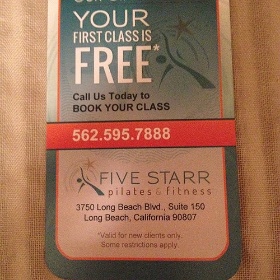 YOUR
FIRST CLASS IS
FREE*
Call Us Today to
BOOK YOUR CLASS
562.595.7888
FIVE STARR
pilates & fitness
3750 Long Beach Blvd., Suite 150
Long Beach, California 90807
*Valid for new clients only.
Some restrictions apply.